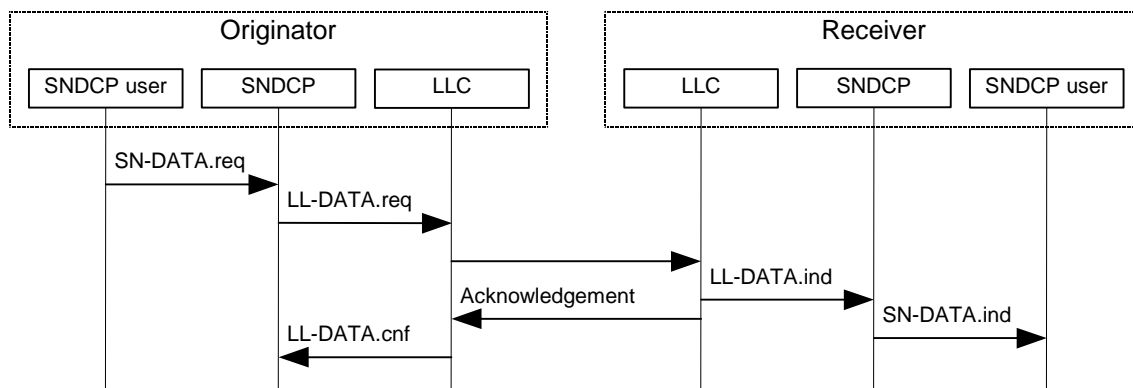 Originator
Receiver
SNDCP user
SNDCP
LLC
LLC
SNDCP
SNDCP user
SN-DATA.req
LL-DATA.req
LL-DATA.ind
Acknowledgement
SN-DATA.ind
LL-DATA.cnf